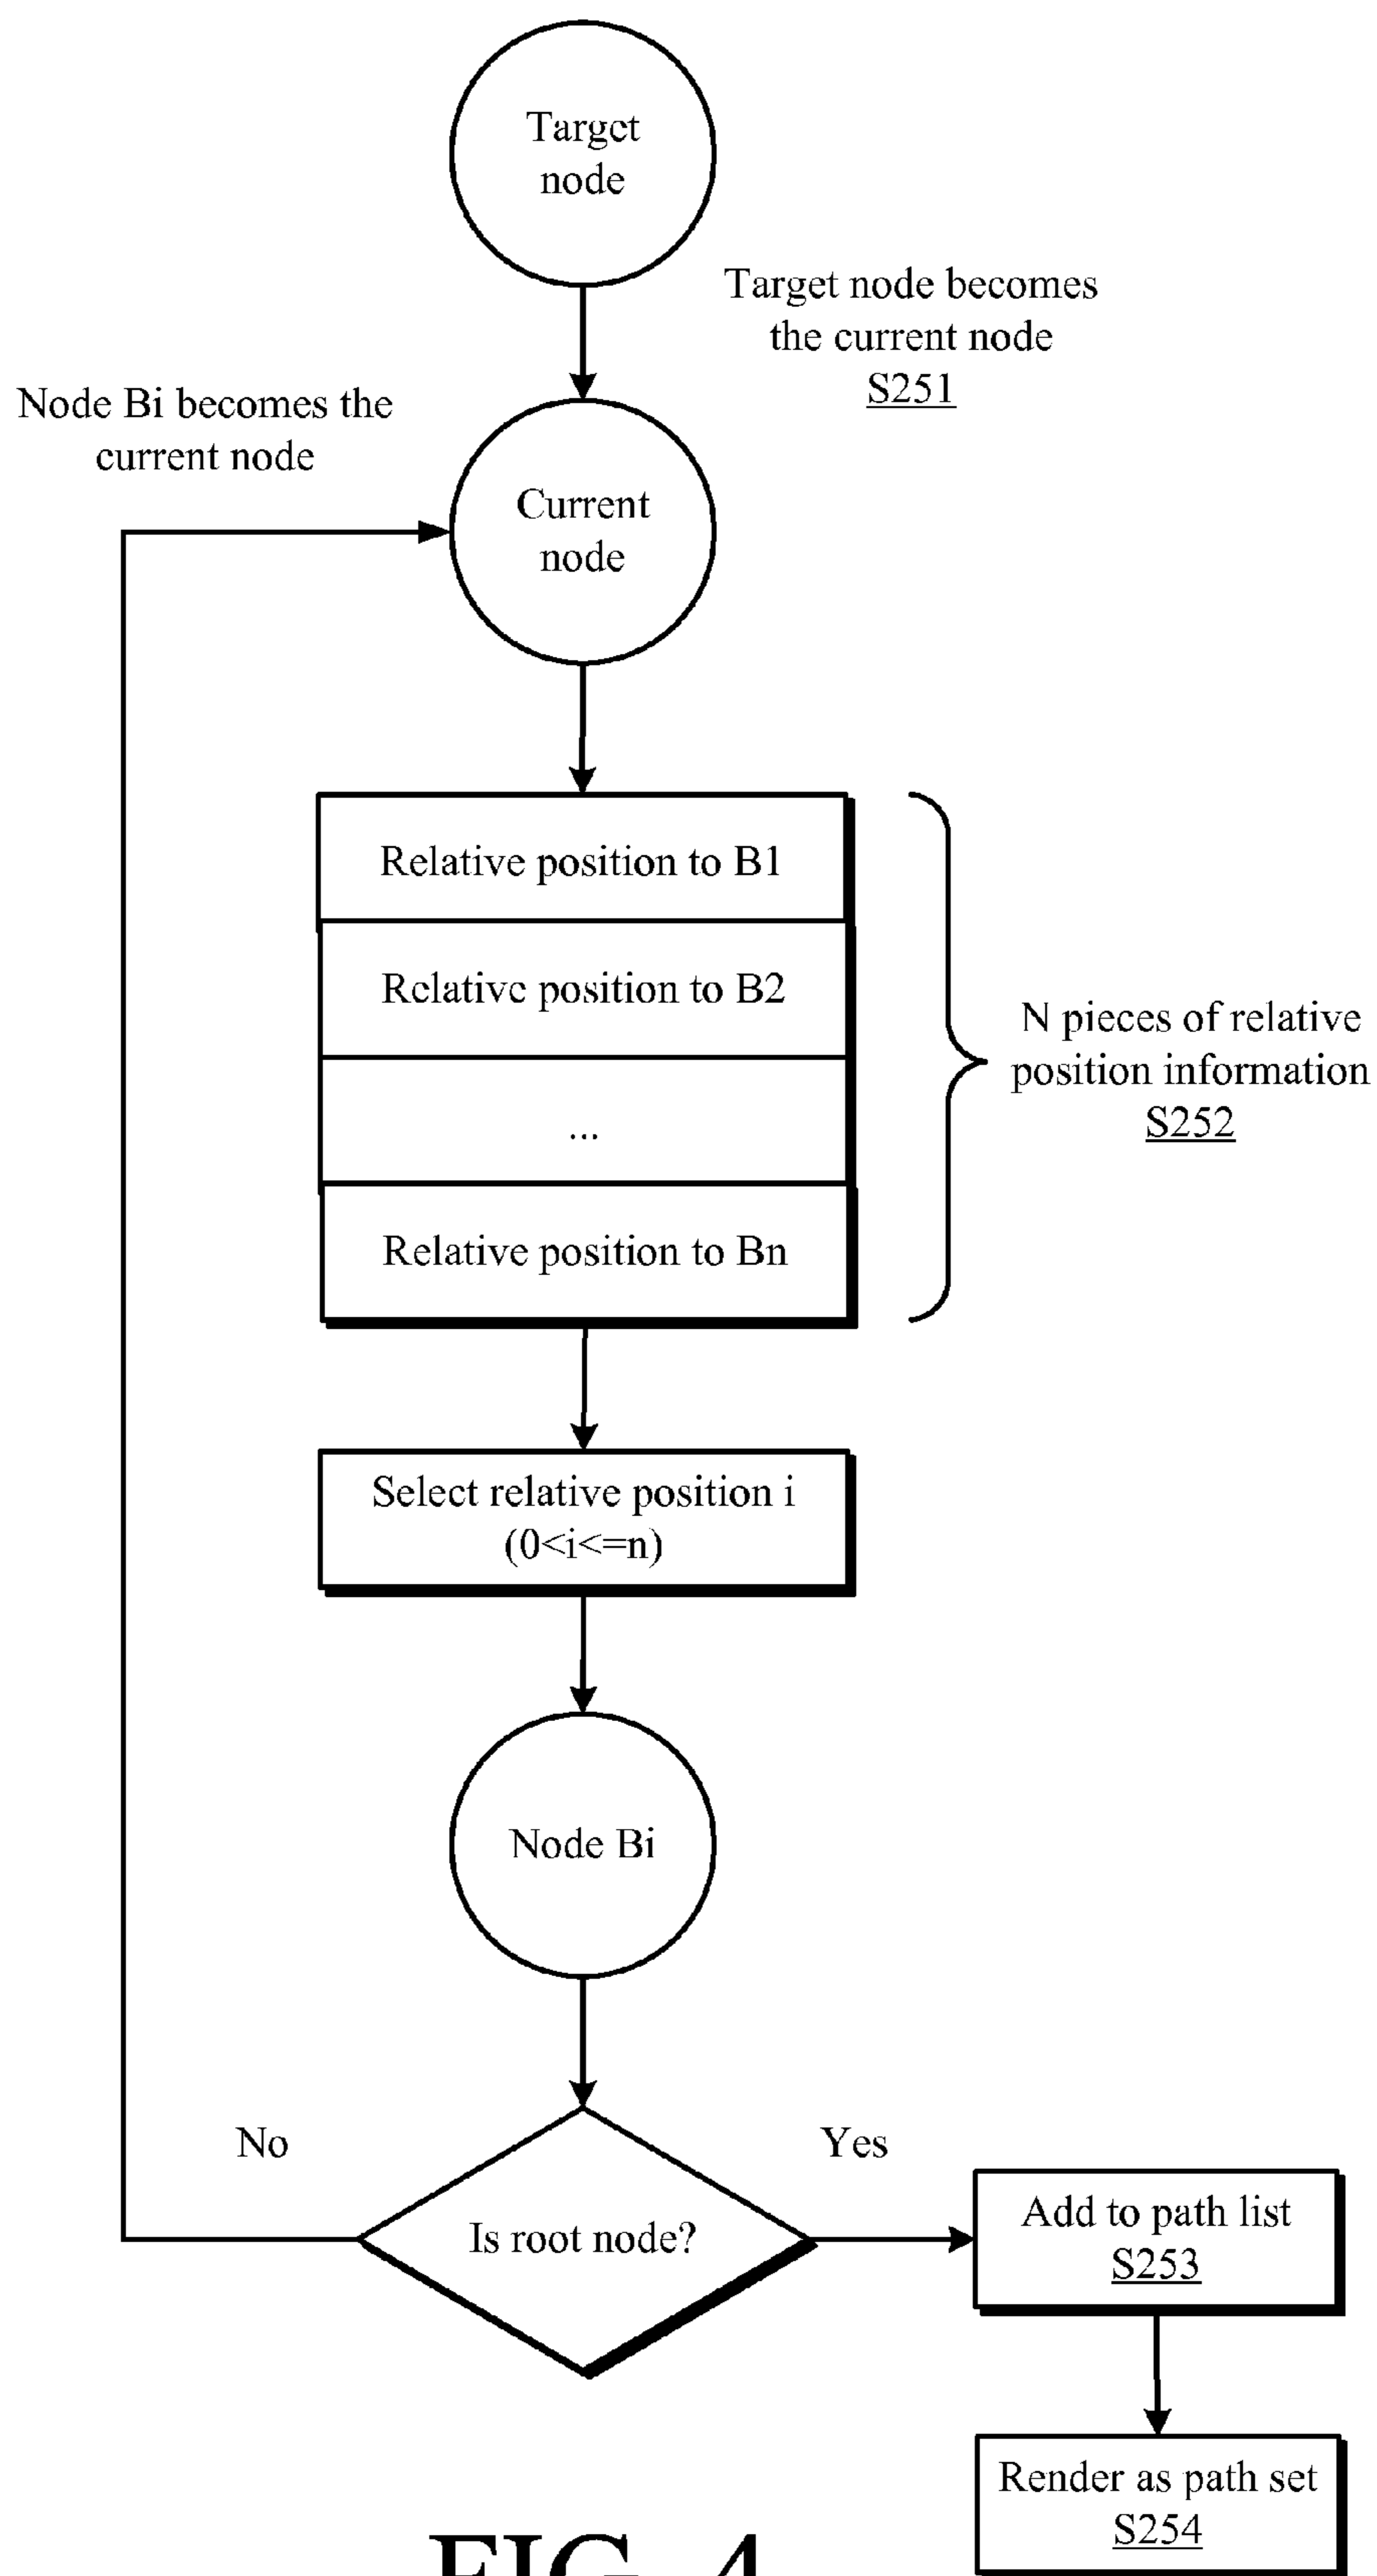 Target
node
Target node becomes
the current node
S251
Node Bi becomes the
current node
Current
node
Relative position to B1
Relative position to B2
...
Relative position to Bn
N pieces of relative
position information
S252
Select relative position i
(0<i<=n)
Node Bi
No
Yes
Is root node?
Add to path list
S253
Render as path set
S254
FIG. 4